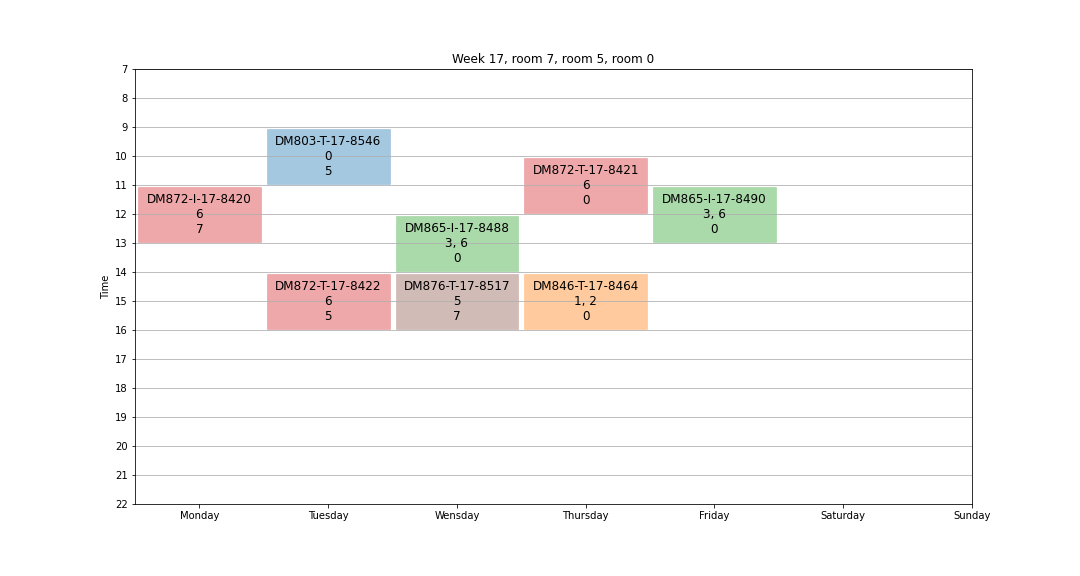 Week 17, room 7, room 5, room 0
Time
7
8
9
10
11
12
13
14
15
16
17
18
19
20
21
22
DM872-I-17-8420
6
7
DM803-T-17-8546
0
5
DM872-T-17-8422
6
5
DM865-I-17-8488
3, 6
0
DM876-T-17-8517
5
7
DM872-T-17-8421
6
0
DM846-T-17-8464
1, 2
0
DM865-I-17-8490
3, 6
0
Monday
Tuesday
Wensday
Thursday
Friday
Saturday
Sunday